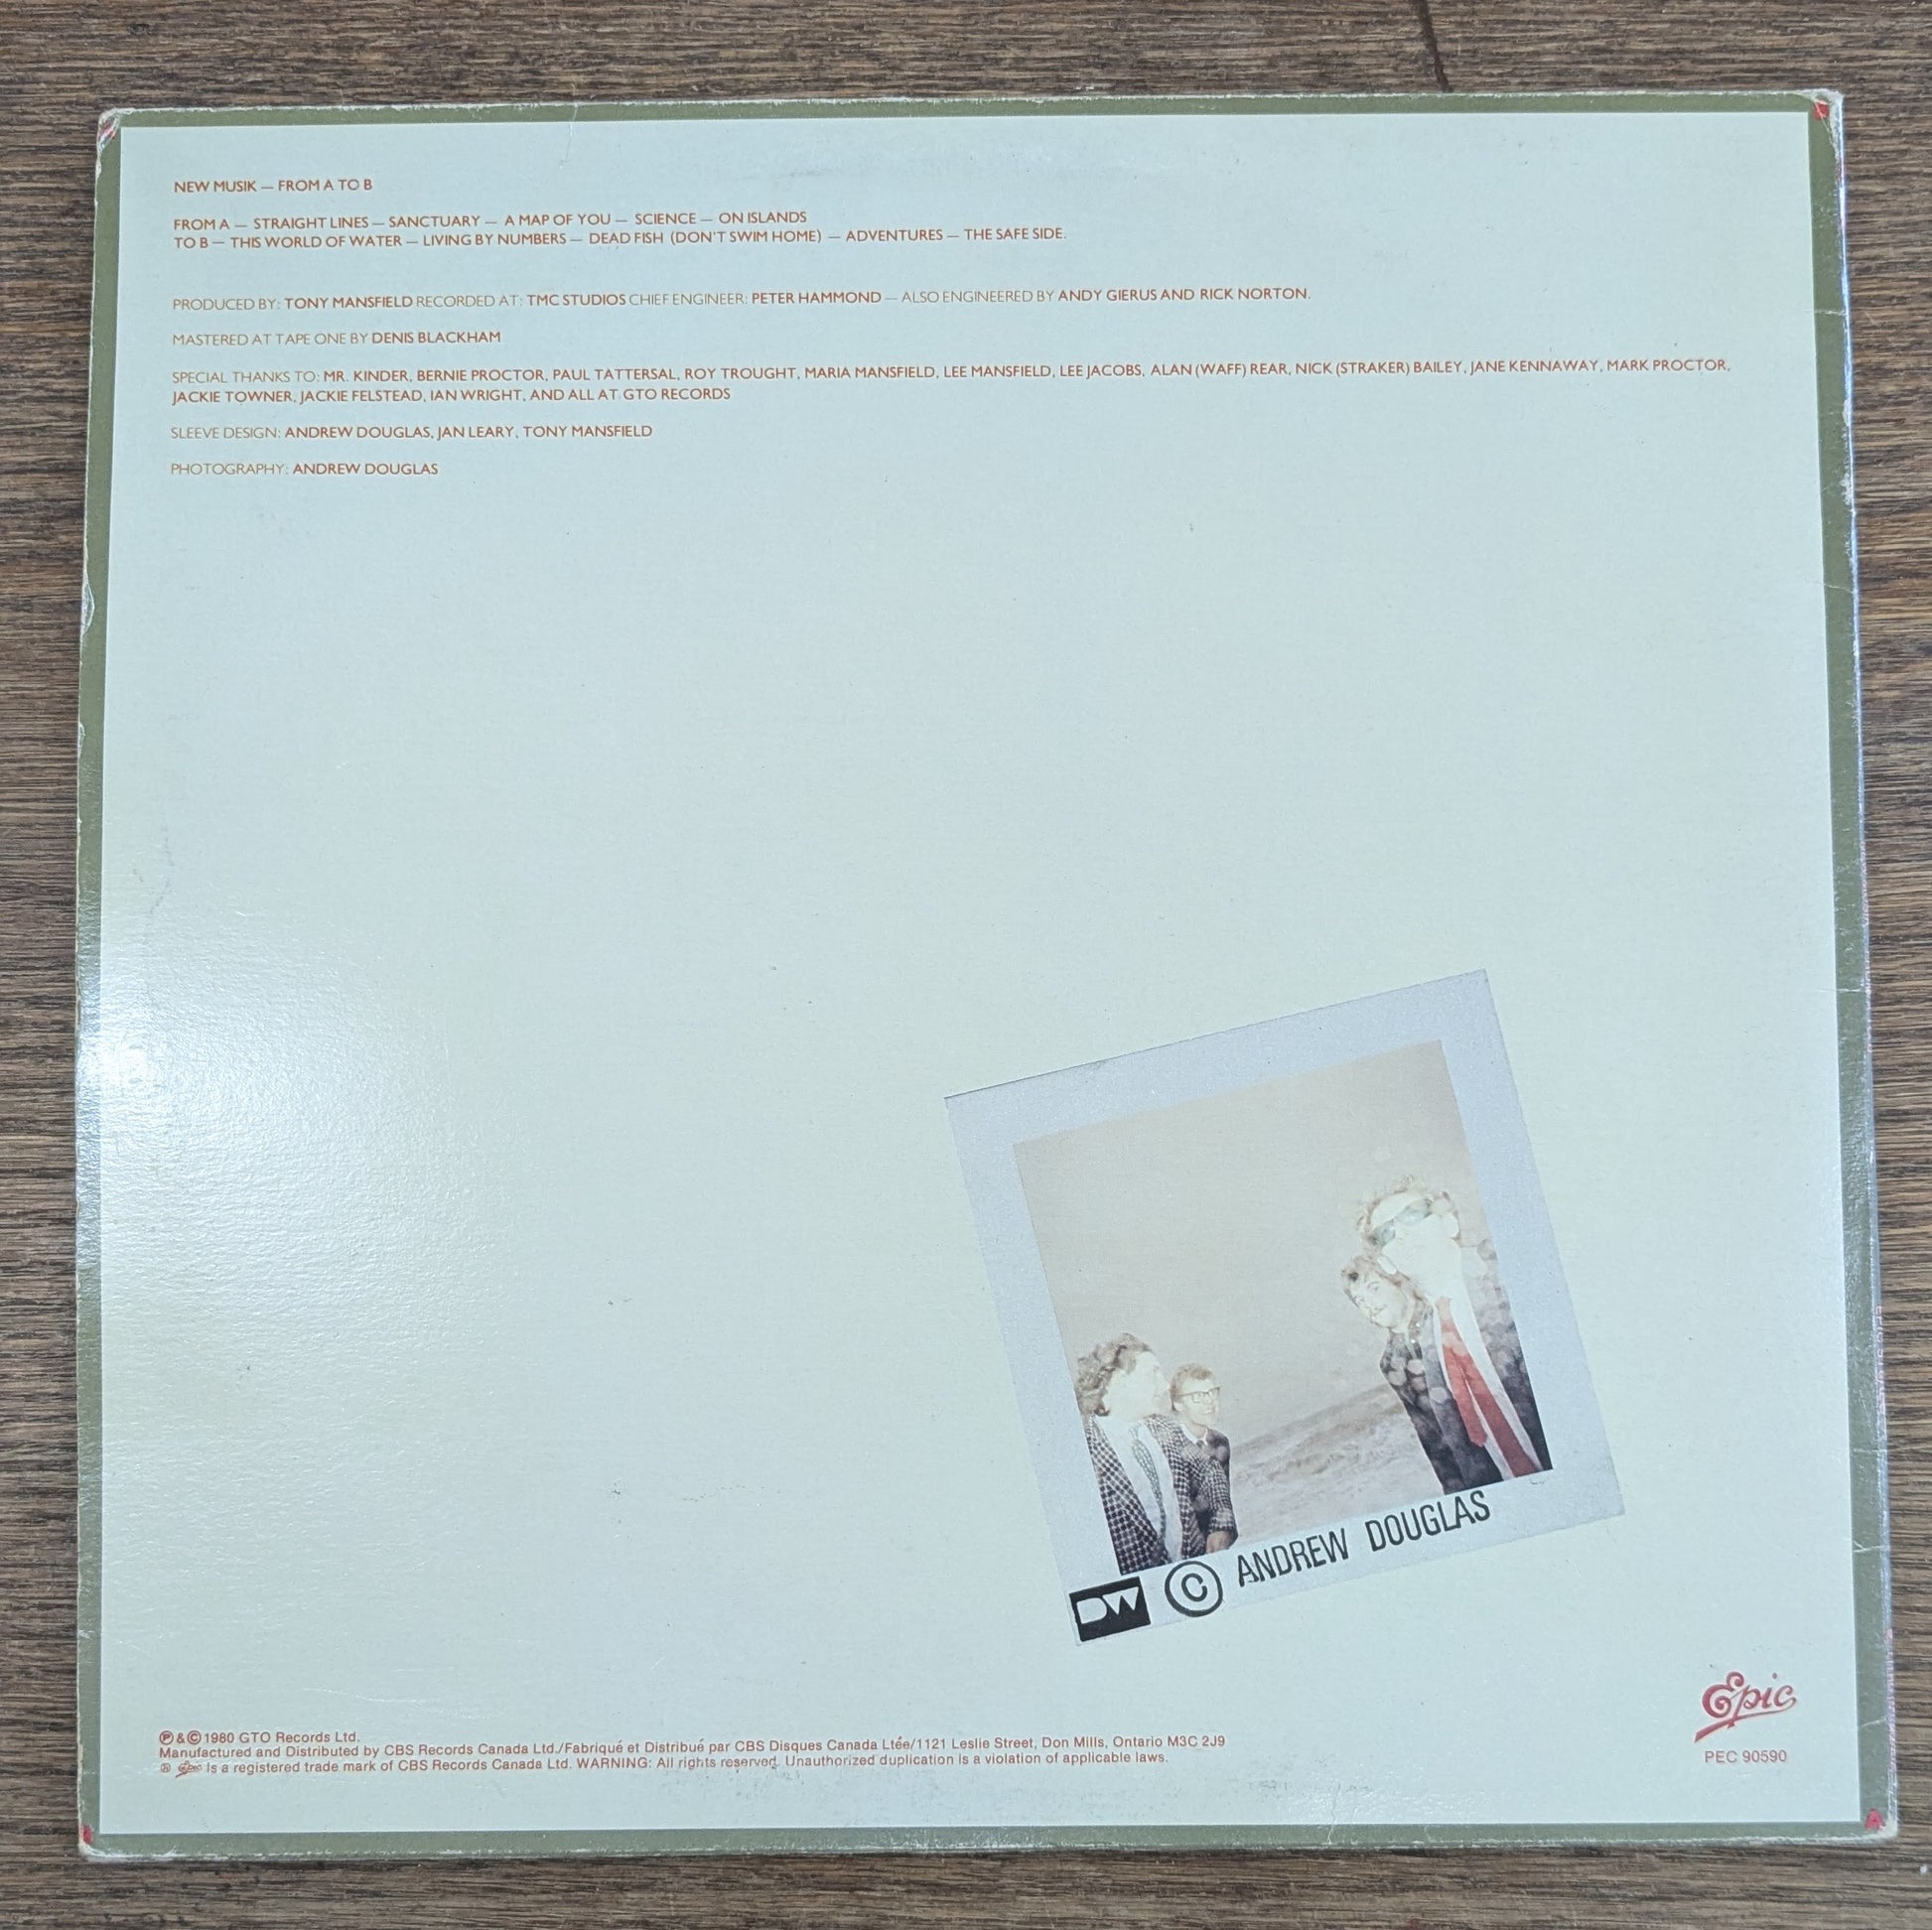 NEW MUSIK — FROM A TO B
FROM A — STRAIGHT LINES — SANCTUARY — A MAP OF YOU — SCIENCE — ON ISLANDS
TO B — THIS WORLD OF WATER — LIVING BY NUMBERS — DEAD FISH (DON'T SWIM HOME) — ADVENTURES — THE SAFE SIDE.
PRODUCED BY: TONY MANSFIELD RECORDED AT: TMC STUDIOS CHIEF ENGINEER: PETER HAMMOND — ALSO ENGINEERED BY ANDY GIERUS AND RICK NORTON.
MASTERED AT TAPE ONE BY DENIS BLACKHAM
SPECIAL THANKS TO: MR. KINDER, BERNIE PROCTOR, PAUL TATTERSAL, ROY TROUGHT, MARIA MANSFIELD, LEE MANSFIELD, LEE JACOBS, ALAN (WAFF) REAR, NICK (STRAKER) BAILEY, JANE KENNAWAY, MARK PROCTOR,
JACKIE TOWNER, JACKIE FELSTEAD, IAN WRIGHT, AND ALL AT GTO RECORDS
SLEEVE DESIGN: ANDREW DOUGLAS, JAN LEARY, TONY MANSFIELD
PHOTOGRAPHY: ANDREW DOUGLAS
DW © ANDREW DOUGLAS
Epic
PEC 90590
℗ & © 1980 GTO Records Ltd.
Manufactured and Distributed by CBS Records Canada Ltd./Fabriqué et Distribué par CBS Disques Canada Ltée/1121 Leslie Street, Don Mills, Ontario M3C 2J9
® Epic Is a registered trade mark of CBS Records Canada Ltd. WARNING: All rights reserved. Unauthorized duplication is a violation of applicable laws.